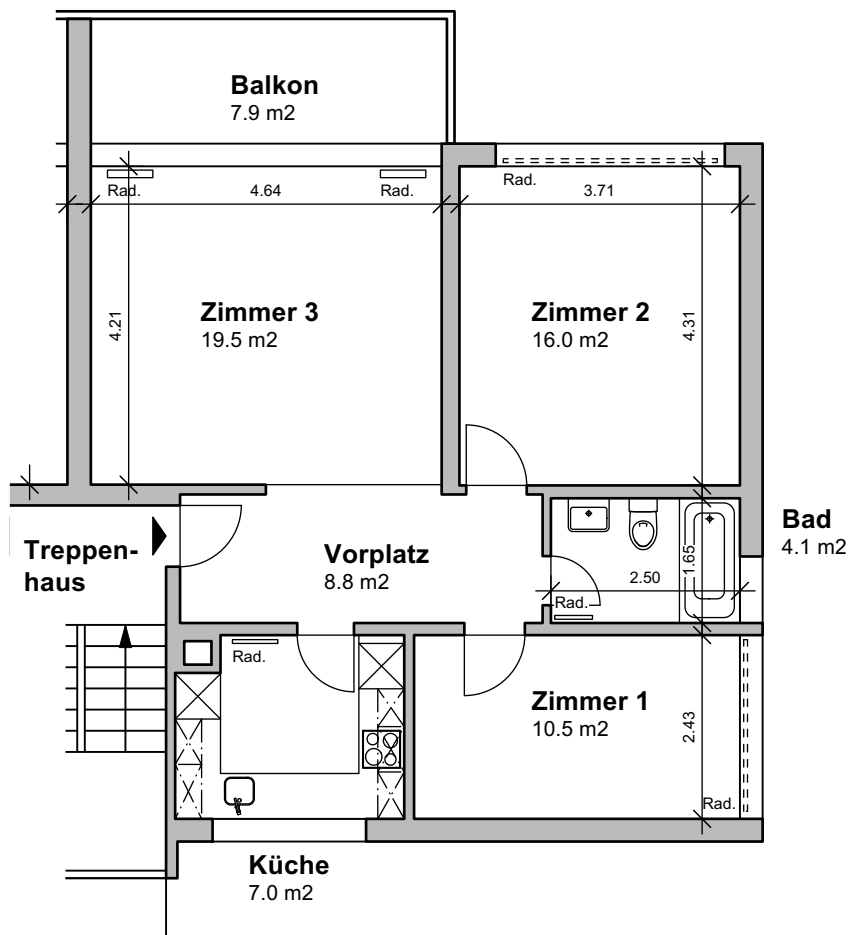 Balkon
7.9 m2
Rad.
Rad.
Rad.
4.64
3.71
Zimmer 3
19.5 m2
4.21
Zimmer 2
16.0 m2
4.31
Treppen-
haus
Vorplatz
8.8 m2
Bad
4.1 m2
1.65
2.50
Rad.
Rad.
Zimmer 1
10.5 m2
2.43
Rad.
Küche
7.0 m2